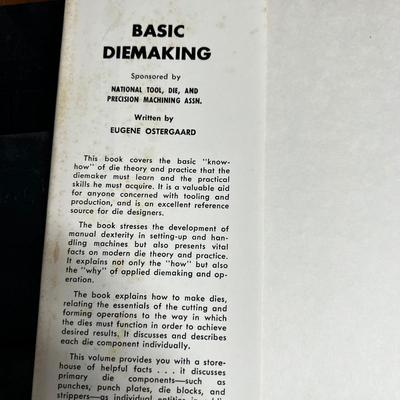 BASIC
DIEMAKING
Sponsored by
NATIONAL TOOL, DIE, AND
PRECISION MACHINING ASSN.
Written by
EUGENE OSTERGAARD
This book covers the basic "know-
how" of die theory and practice that the
diemaker must learn and the practical
skills he must acquire. It is a valuable aid
for anyone concerned with tooling and
production, and is an excellent reference
source for die designers.
The book stresses the development of
manual dexterity in setting-up and han-
dling machines but also presents vital
facts on modern die theory and practice.
It explains not only the "how" but also
the "why" of applied diemaking and op-
eration.
The book explains how to make dies,
relating the essentials of the cutting and
forming operations to the way in which
the dies must function in order to achieve
desired results. It discusses and describes
each die component individually.
This volume provides you with a store-
house of helpful facts . . . it discusses
primary die components—such as
punches, punch plates, die blocks, and
strippers—as individual entities